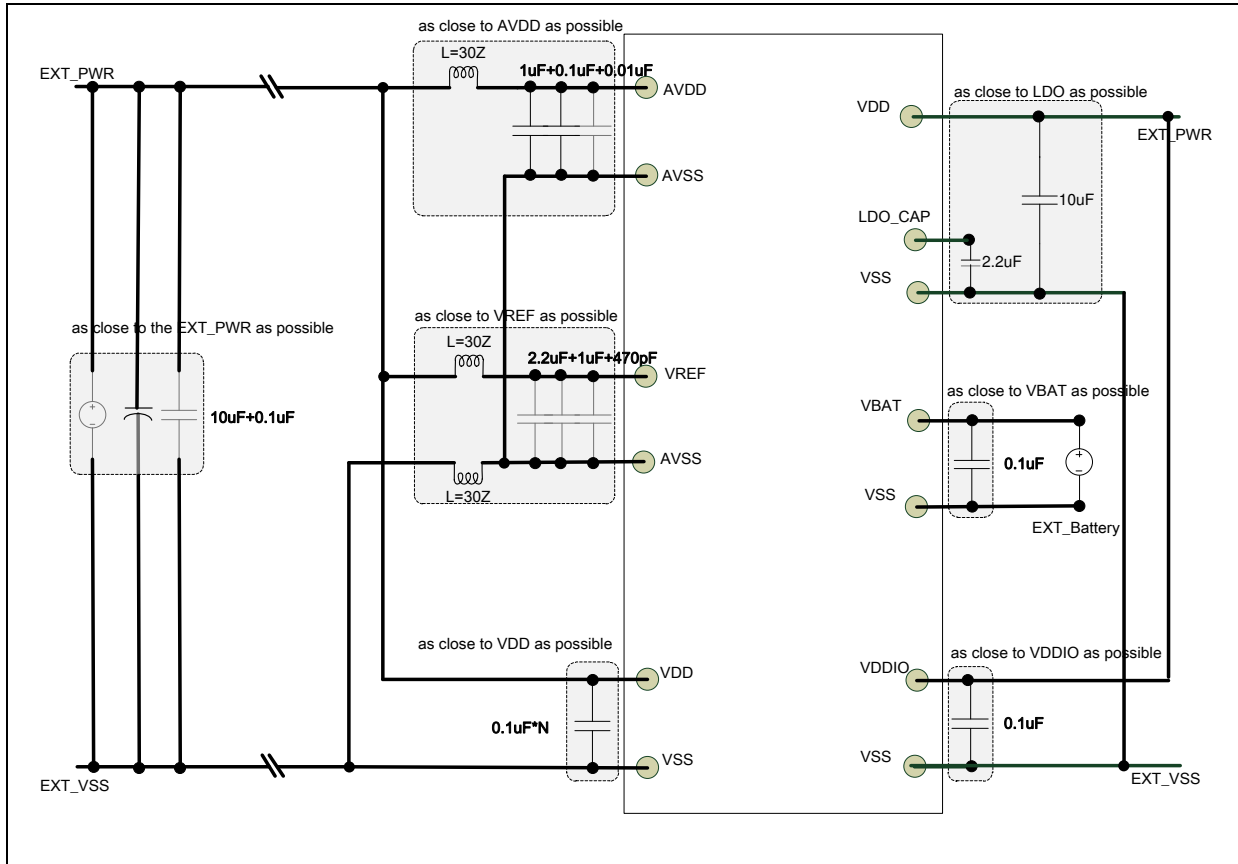 as close to AVDD as possible
L=30Z
EXT_PWR
1uF+0.1uF+0.01uF
AVDD
AVSS
as close to LDO as possible
VDD
EXT_PWR
10uF
LDO_CAP
2.2uF
VSS
as close to the EXT_PWR as possible
10uF+0.1uF
as close to VREF as possible
L=30Z
2.2uF+1uF+470pF
VREF
AVSS
L=30Z
as close to VBAT as possible
VBAT
0.1uF
VSS
EXT_Battery
as close to VDD as possible
VDD
0.1uF*N
VSS
EXT_VSS
as close to VDDIO as possible
VDDIO
0.1uF
VSS
EXT_VSS